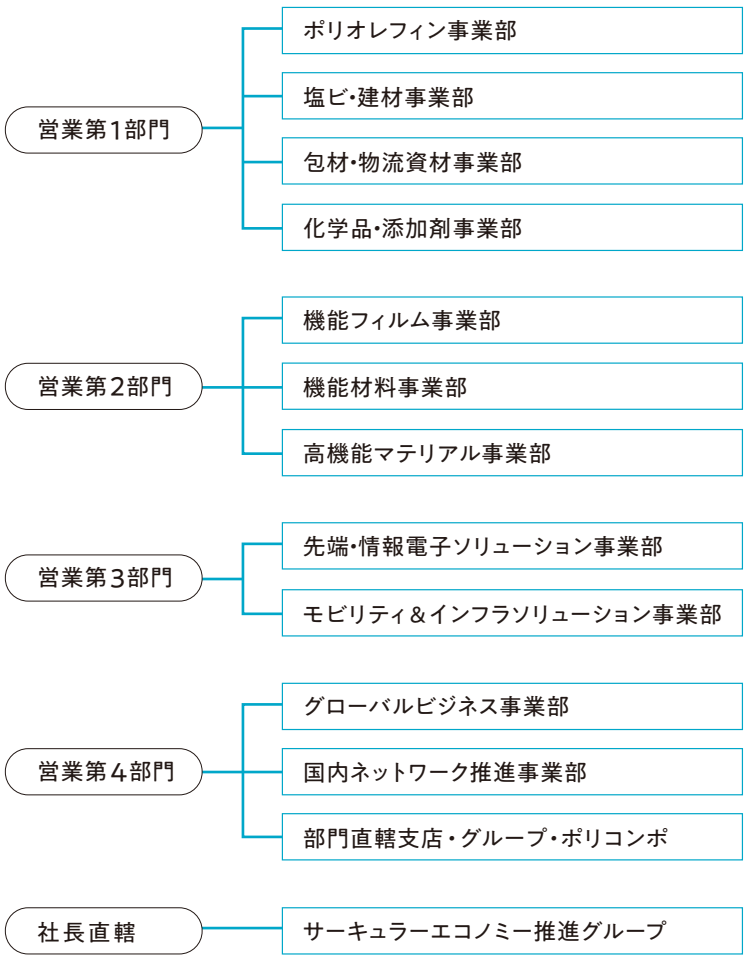 営業第1部門
ポリオレフィン事業部
塩ビ・建材事業部
包材・物流資材事業部
化学品・添加剤事業部
営業第2部門
機能フィルム事業部
機能材料事業部
高機能マテリアル事業部
営業第3部門
先端・情報電子ソリューション事業部
モビリティ&インフラソリューション事業部
営業第4部門
グローバルビジネス事業部
国内ネットワーク推進事業部
部門直轄支店・グループ・ポリコンポ
社長直轄
サーキュラーエコノミー推進グループ